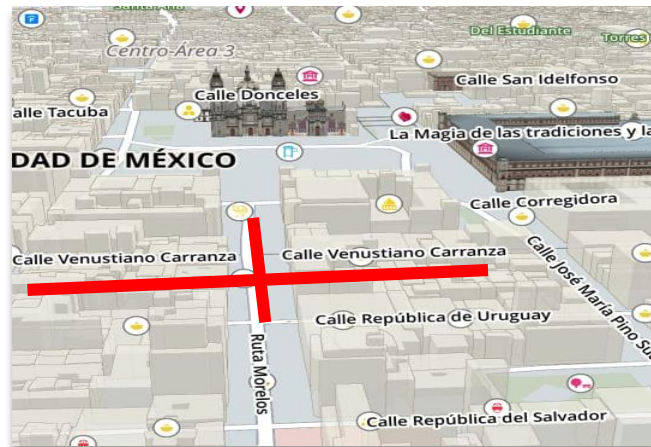 Centro-Área 3
Del Estudiante
Torres
Calle San Idelfonso
Calle Donceles
alle Tacuba
La Magia de las tradiciones y la
DAD DE MÉXICO
Calle Corregidora
Calle Venustiano Carranza
Calle Venustiano Carranza
Calle José María Pino Su
Calle República de Uruguay
Ruta Morelos
Calle República del Salvador